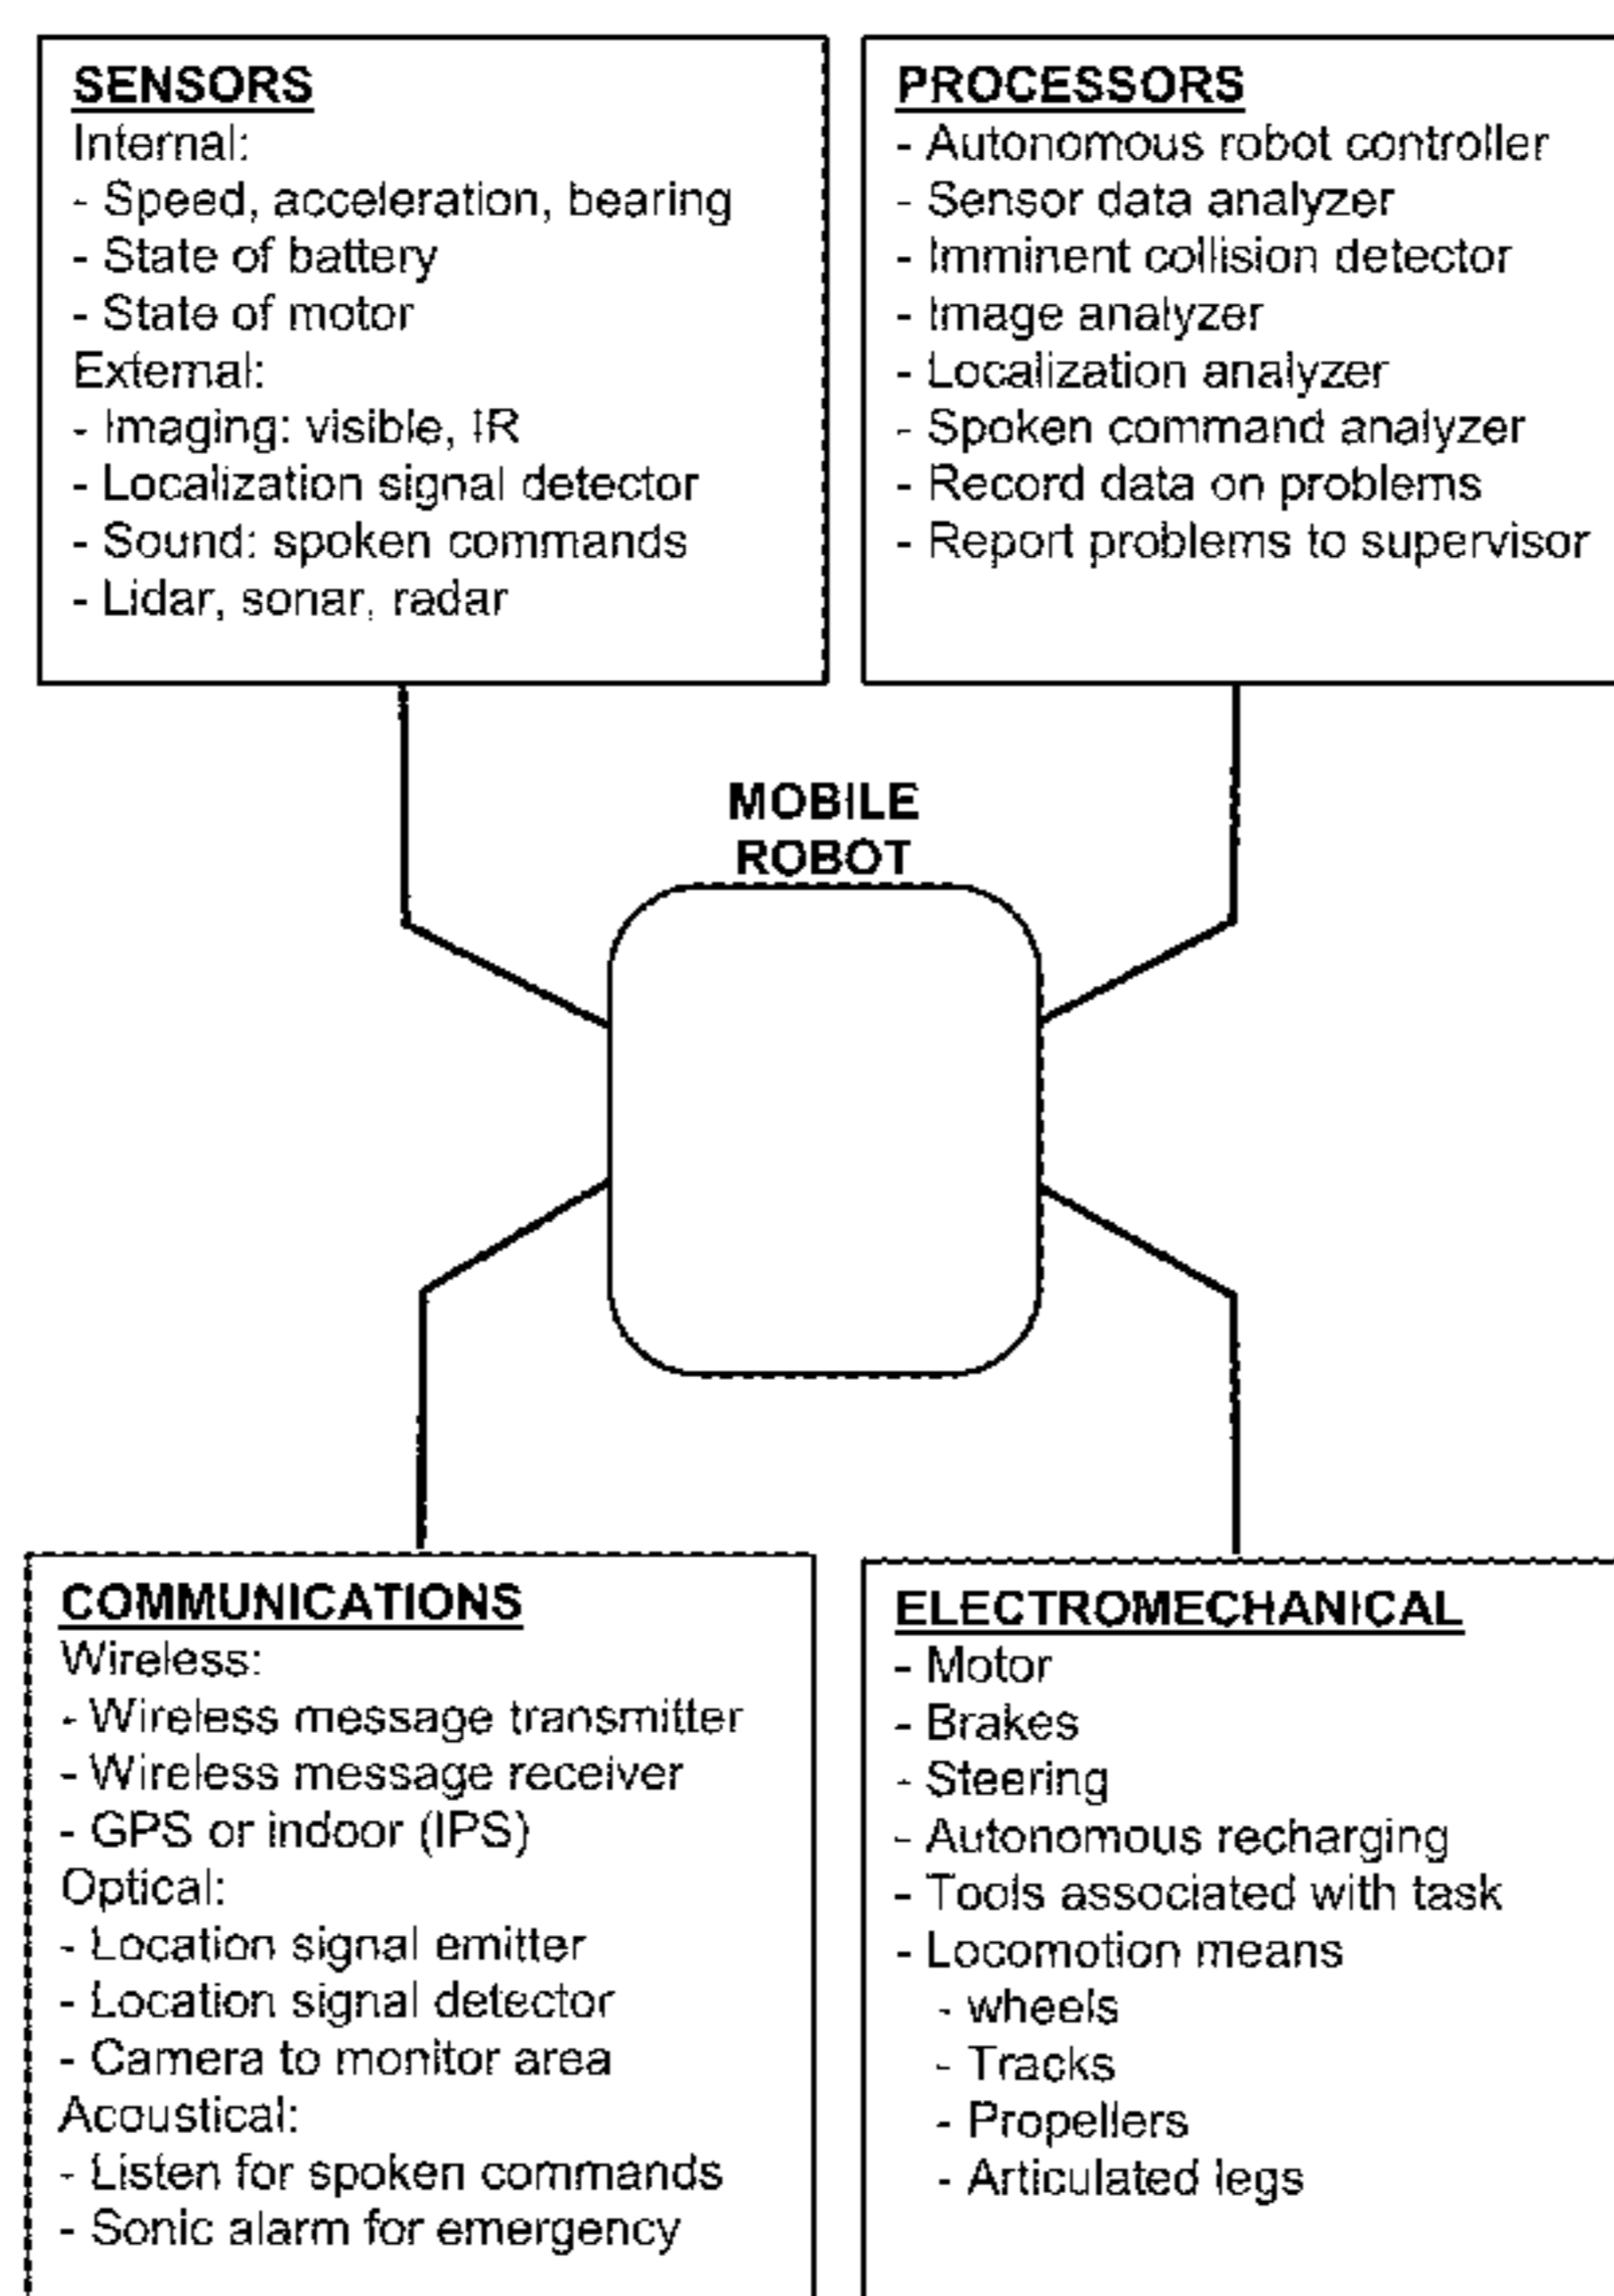 SENSORS
Internal:
- Speed, acceleration, bearing
- State of battery
- State of motor
External:
- Imaging: visible, IR
- Localization signal detector
- Sound: spoken commands
- Lidar, sonar, radar
PROCESSORS
- Autonomous robot controller
- Sensor data analyzer
- Imminent collision detector
- Image analyzer
- Localization analyzer
- Spoken command analyzer
- Record data on problems
- Report problems to supervisor
MOBILE
ROBOT
COMMUNICATIONS
Wireless:
- Wireless message transmitter
- Wireless message receiver
- GPS or indoor (IPS)
Optical:
- Location signal emitter
- Location signal detector
- Camera to monitor area
Acoustical:
- Listen for spoken commands
- Sonic alarm for emergency
ELECTROMECHANICAL
- Motor
- Brakes
- Steering
- Autonomous recharging
- Tools associated with task
- Locomotion means
- wheels
- Tracks
- Propellers
- Articulated legs